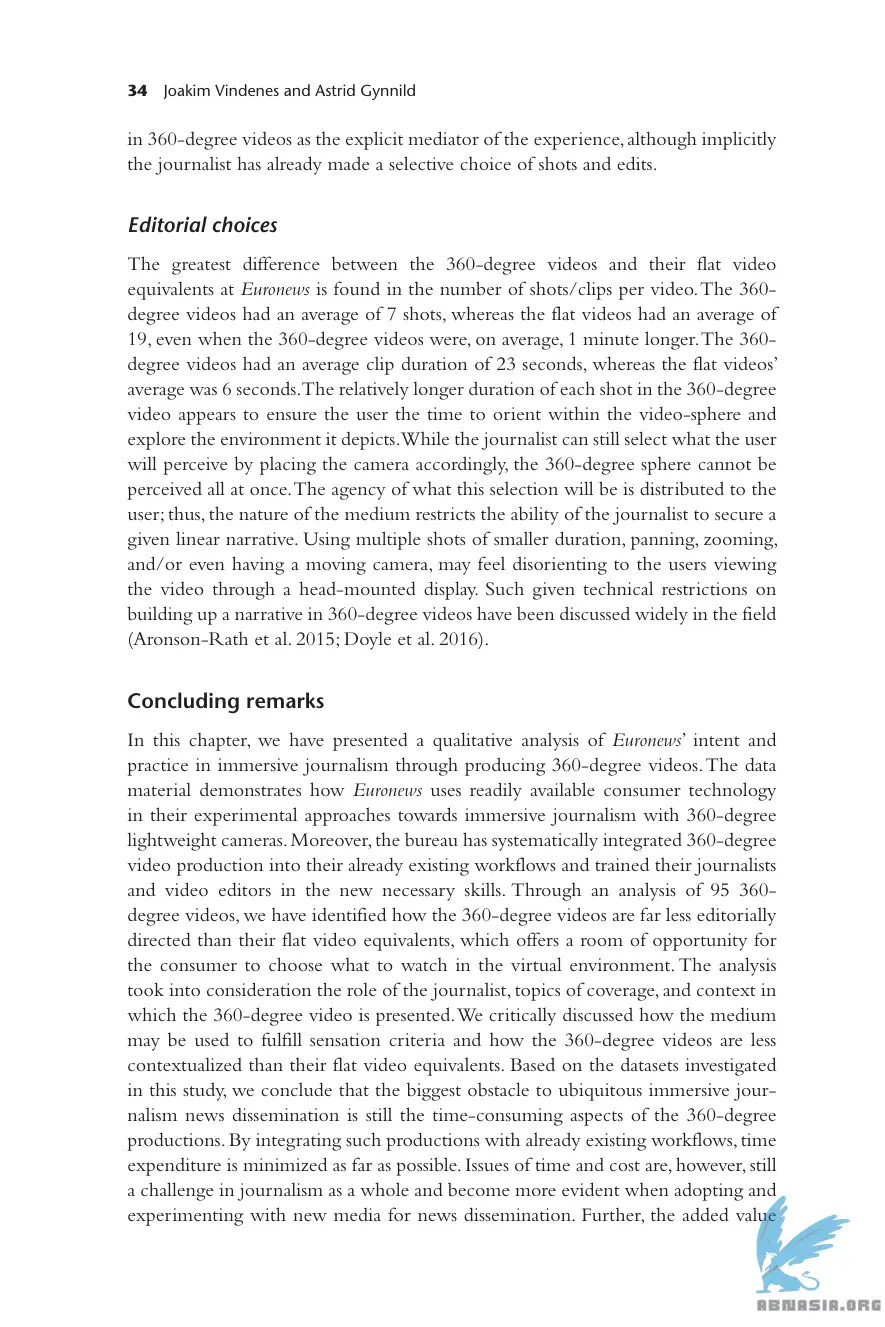 34 Joakim Vindenes and Astrid Gynnild
in 360-degree videos as the explicit mediator of the experience, although implicitly
the journalist has already made a selective choice of shots and edits.
Editorial choices
The greatest difference between the 360-degree videos and their flat video
equivalents at Euronews is found in the number of shots/clips per video. The 360-
degree videos had an average of 7 shots, whereas the flat videos had an average of
19, even when the 360-degree videos were, on average, 1 minute longer. The 360-
degree videos had an average clip duration of 23 seconds, whereas the flat videos’
average was 6 seconds. The relatively longer duration of each shot in the 360-degree
video appears to ensure the user the time to orient within the video-sphere and
explore the environment it depicts. While the journalist can still select what the user
will perceive by placing the camera accordingly, the 360-degree sphere cannot be
perceived all at once. The agency of what this selection will be is distributed to the
user; thus, the nature of the medium restricts the ability of the journalist to secure a
given linear narrative. Using multiple shots of smaller duration, panning, zooming,
and/or even having a moving camera, may feel disorienting to the users viewing
the video through a head-mounted display. Such given technical restrictions on
building up a narrative in 360-degree videos have been discussed widely in the field
(Aronson-Rath et al. 2015; Doyle et al. 2016).
Concluding remarks
In this chapter, we have presented a qualitative analysis of Euronews’ intent and
practice in immersive journalism through producing 360-degree videos. The data
material demonstrates how Euronews uses readily available consumer technology
in their experimental approaches towards immersive journalism with 360-degree
lightweight cameras. Moreover, the bureau has systematically integrated 360-degree
video production into their already existing workflows and trained their journalists
and video editors in the new necessary skills. Through an analysis of 95 360-
degree videos, we have identified how the 360-degree videos are far less editorially
directed than their flat video equivalents, which offers a room of opportunity for
the consumer to choose what to watch in the virtual environment. The analysis
took into consideration the role of the journalist, topics of coverage, and context in
which the 360-degree video is presented. We critically discussed how the medium
may be used to fulfill sensation criteria and how the 360-degree videos are less
contextualized than their flat video equivalents. Based on the datasets investigated
in this study, we conclude that the biggest obstacle to ubiquitous immersive jour-
nalism news dissemination is still the time-consuming aspects of the 360-degree
productions. By integrating such productions with already existing workflows, time
expenditure is minimized as far as possible. Issues of time and cost are, however, still
a challenge in journalism as a whole and become more evident when adopting and
experimenting with new media for news dissemination. Further, the added value
ABNASIA.ORG